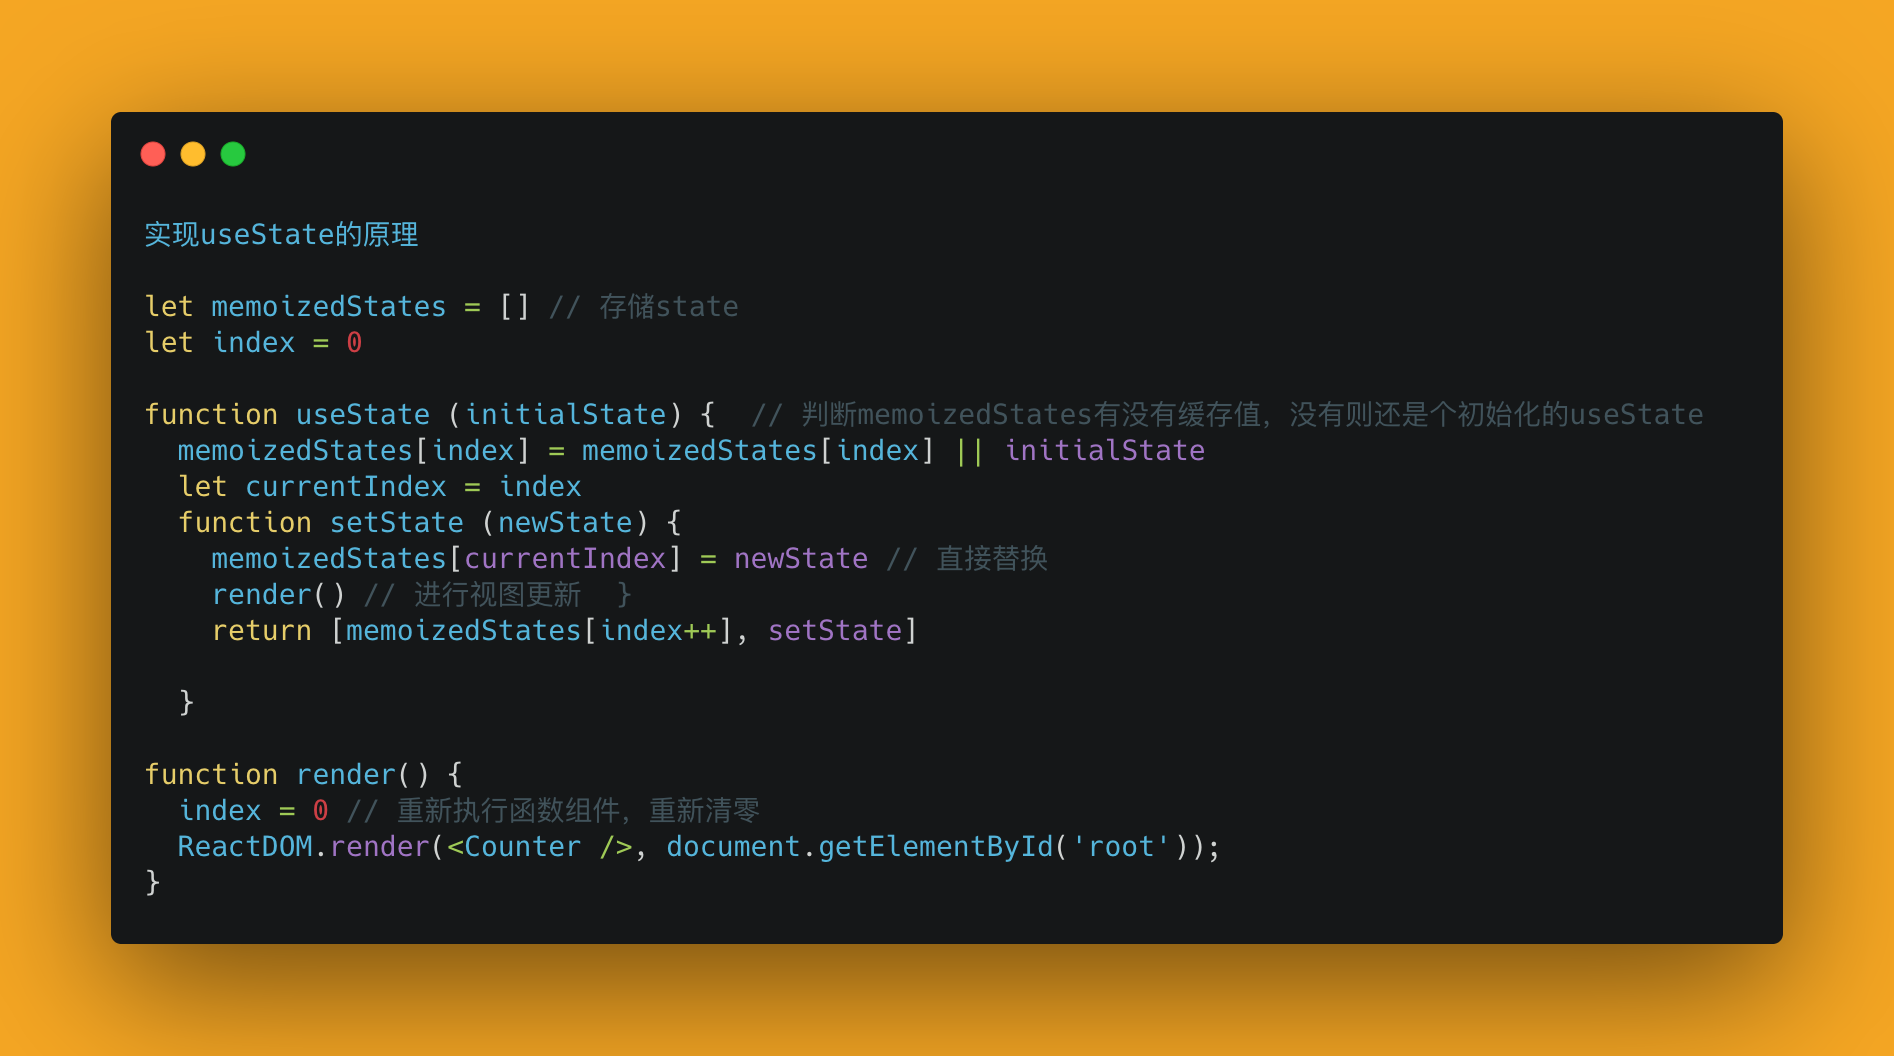 实现useState的原理
let memoizedStates = [] // 存储state
let index = 0
function useState (initialState) {  // 判断memoizedStates有没有缓存值，没有则还是个初始化的useState
  memoizedStates[index] = memoizedStates[index] || initialState
  let currentIndex = index
  function setState (newState) {
    memoizedStates[currentIndex] = newState // 直接替换
    render() // 进行视图更新  }
    return [memoizedStates[index++], setState]
  }
function render() {
  index = 0 // 重新执行函数组件，重新清零
  ReactDOM.render(<Counter />, document.getElementById('root'));
}